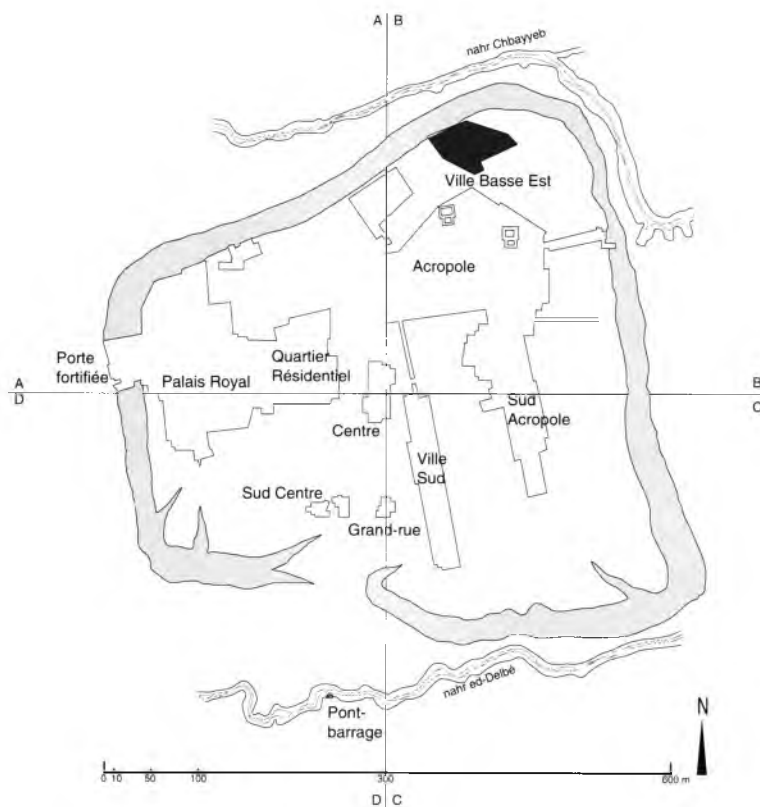 A B
nahr Chbayyeb
Ville Basse Est
Acropole
Porte
fortifiée
Palais Royal
Quartier
Résidentiel
A
D
B
C
Centre
Sud
Acropole
Ville
Sud
Sud Centre
Grand-rue
nahr ed-Delbé
Pont-
barrage
N
0 10 50 100 300 600 m
D C